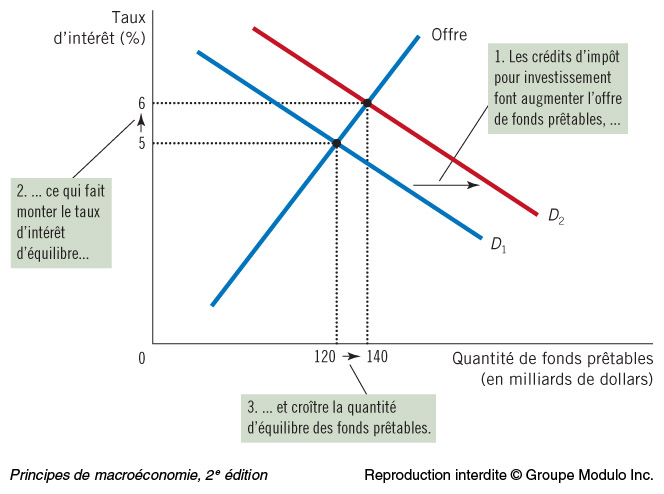 Taux
d'intérêt (%)
Offre
1. Les crédits d'impôt
pour investissement
font augmenter l'offre
de fonds prêtables, ...
6
5
2. ... ce qui fait
monter le taux
d'intérêt
d'équilibre...
D2
D1
0
120
140
Quantité de fonds prêtables
(en milliards de dollars)
3. ... et croître la quantité
d'équilibre des fonds prêtables.
Principes de macroéconomie, 2e édition
Reproduction interdite © Groupe Modulo Inc.